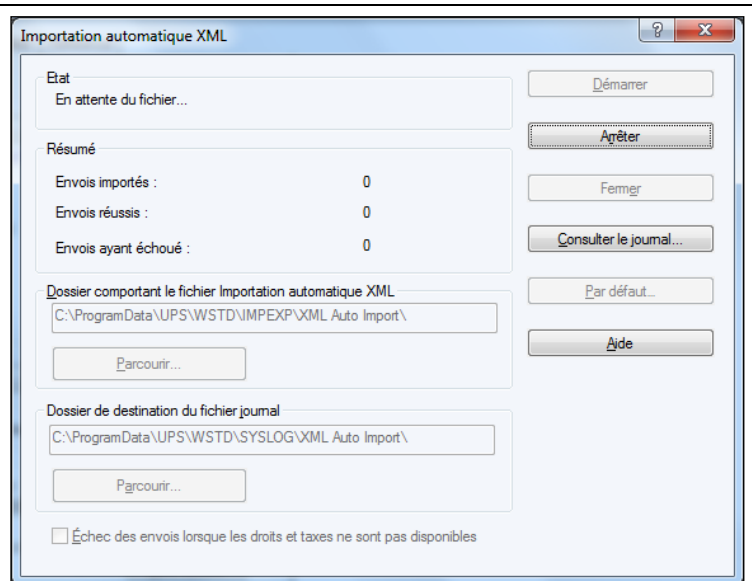 Importation automatique XML
Etat
En attente du fichier...
Résumé
Envois importés : 0
Envois réussis : 0
Envois ayant échoué : 0
Dossier comportant le fichier Importation automatique XML
C:\ProgramData\UPS\WSTD\IMPEXP\XML Auto Import\
Parcourir...
Dossier de destination du fichier journal
C:\ProgramData\UPS\WSTD\SYSLOG\XML Auto Import\
Parcourir...
Échec des envois lorsque les droits et taxes ne sont pas disponibles
Démarrer
Arrêter
Fermer
Consulter le journal...
Par défaut...
Aide